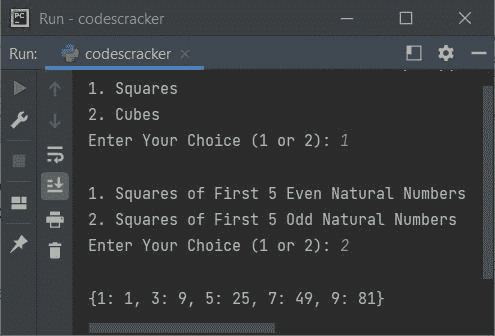 PC
Run - codescracker
Run:
codescracker
1. Squares
2. Cubes
Enter Your Choice (1 or 2): 1
1. Squares of First 5 Even Natural Numbers
2. Squares of First 5 Odd Natural Numbers
Enter Your Choice (1 or 2): 2
{1: 1, 3: 9, 5: 25, 7: 49, 9: 81}